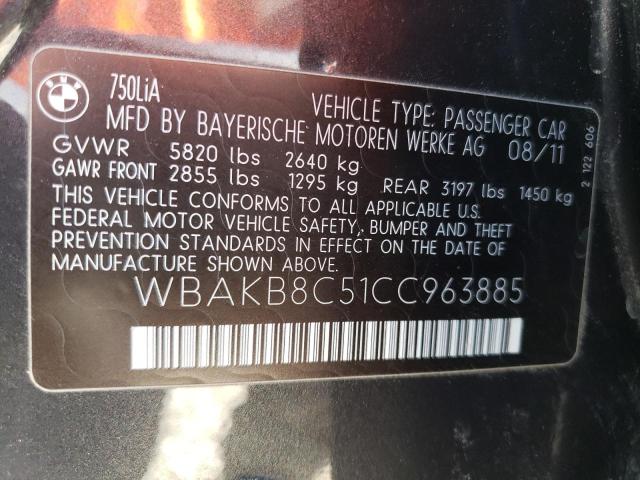 BMW
750LiA
VEHICLE TYPE: PASSENGER CAR
MFD BY BAYERISCHE MOTOREN WERKE AG 08/11
GVWR 5820 lbs 2640 kg
GAWR FRONT 2855 lbs 1295 kg REAR 3197 lbs 1450 kg
THIS VEHICLE CONFORMS TO ALL APPLICABLE U.S.
FEDERAL MOTOR VEHICLE SAFETY, BUMPER AND THEFT
PREVENTION STANDARDS IN EFFECT ON THE DATE OF
MANUFACTURE SHOWN ABOVE.
WBAKB8C51CC963885
2 122 606